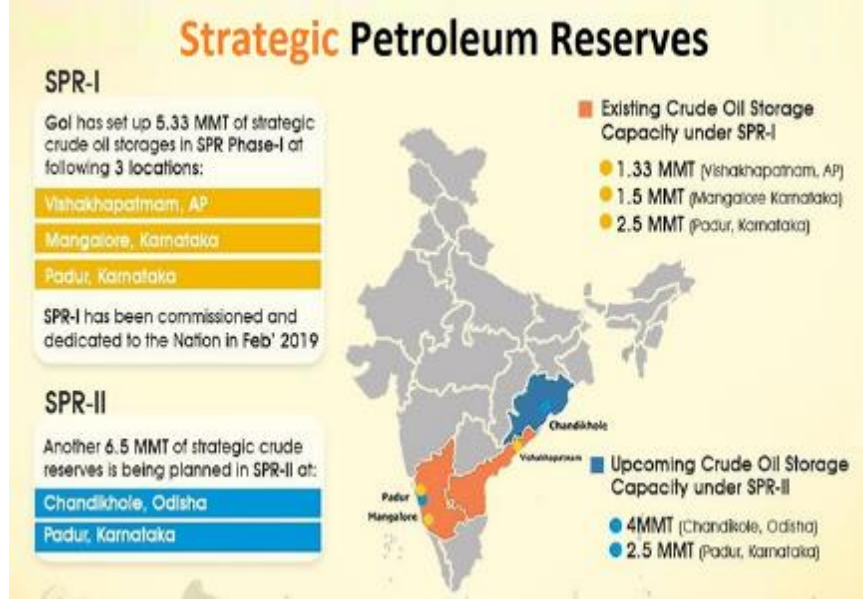 Strategic Petroleum Reserves
SPR-I
GoI has set up 5.33 MMT of strategic
crude oil storages in SPR Phase-I at
following 3 locations:
Vishakhapatmam, AP
Mangalore, Karnataka
Padur, Karnataka
SPR-I has been commissioned and
dedicated to the Nation in Feb' 2019
SPR-II
Another 6.5 MMT of strategic crude
reserves is being planned in SPR-II at:
Chandikhole, Odisha
Padur, Karnataka
Existing Crude Oil Storage
Capacity under SPR-I
1.33 MMT (Vishakhapatnam, AP)
1.5 MMT (Mangalore Karnataka)
2.5 MMT (Padur, Karnataka)
Chandikhole
Vishakhapatnam
Padur
Mangalore
Upcoming Crude Oil Storage
Capacity under SPR-II
4MMT (Chandikole, Odisha)
2.5 MMT (Padur, Karnataka)